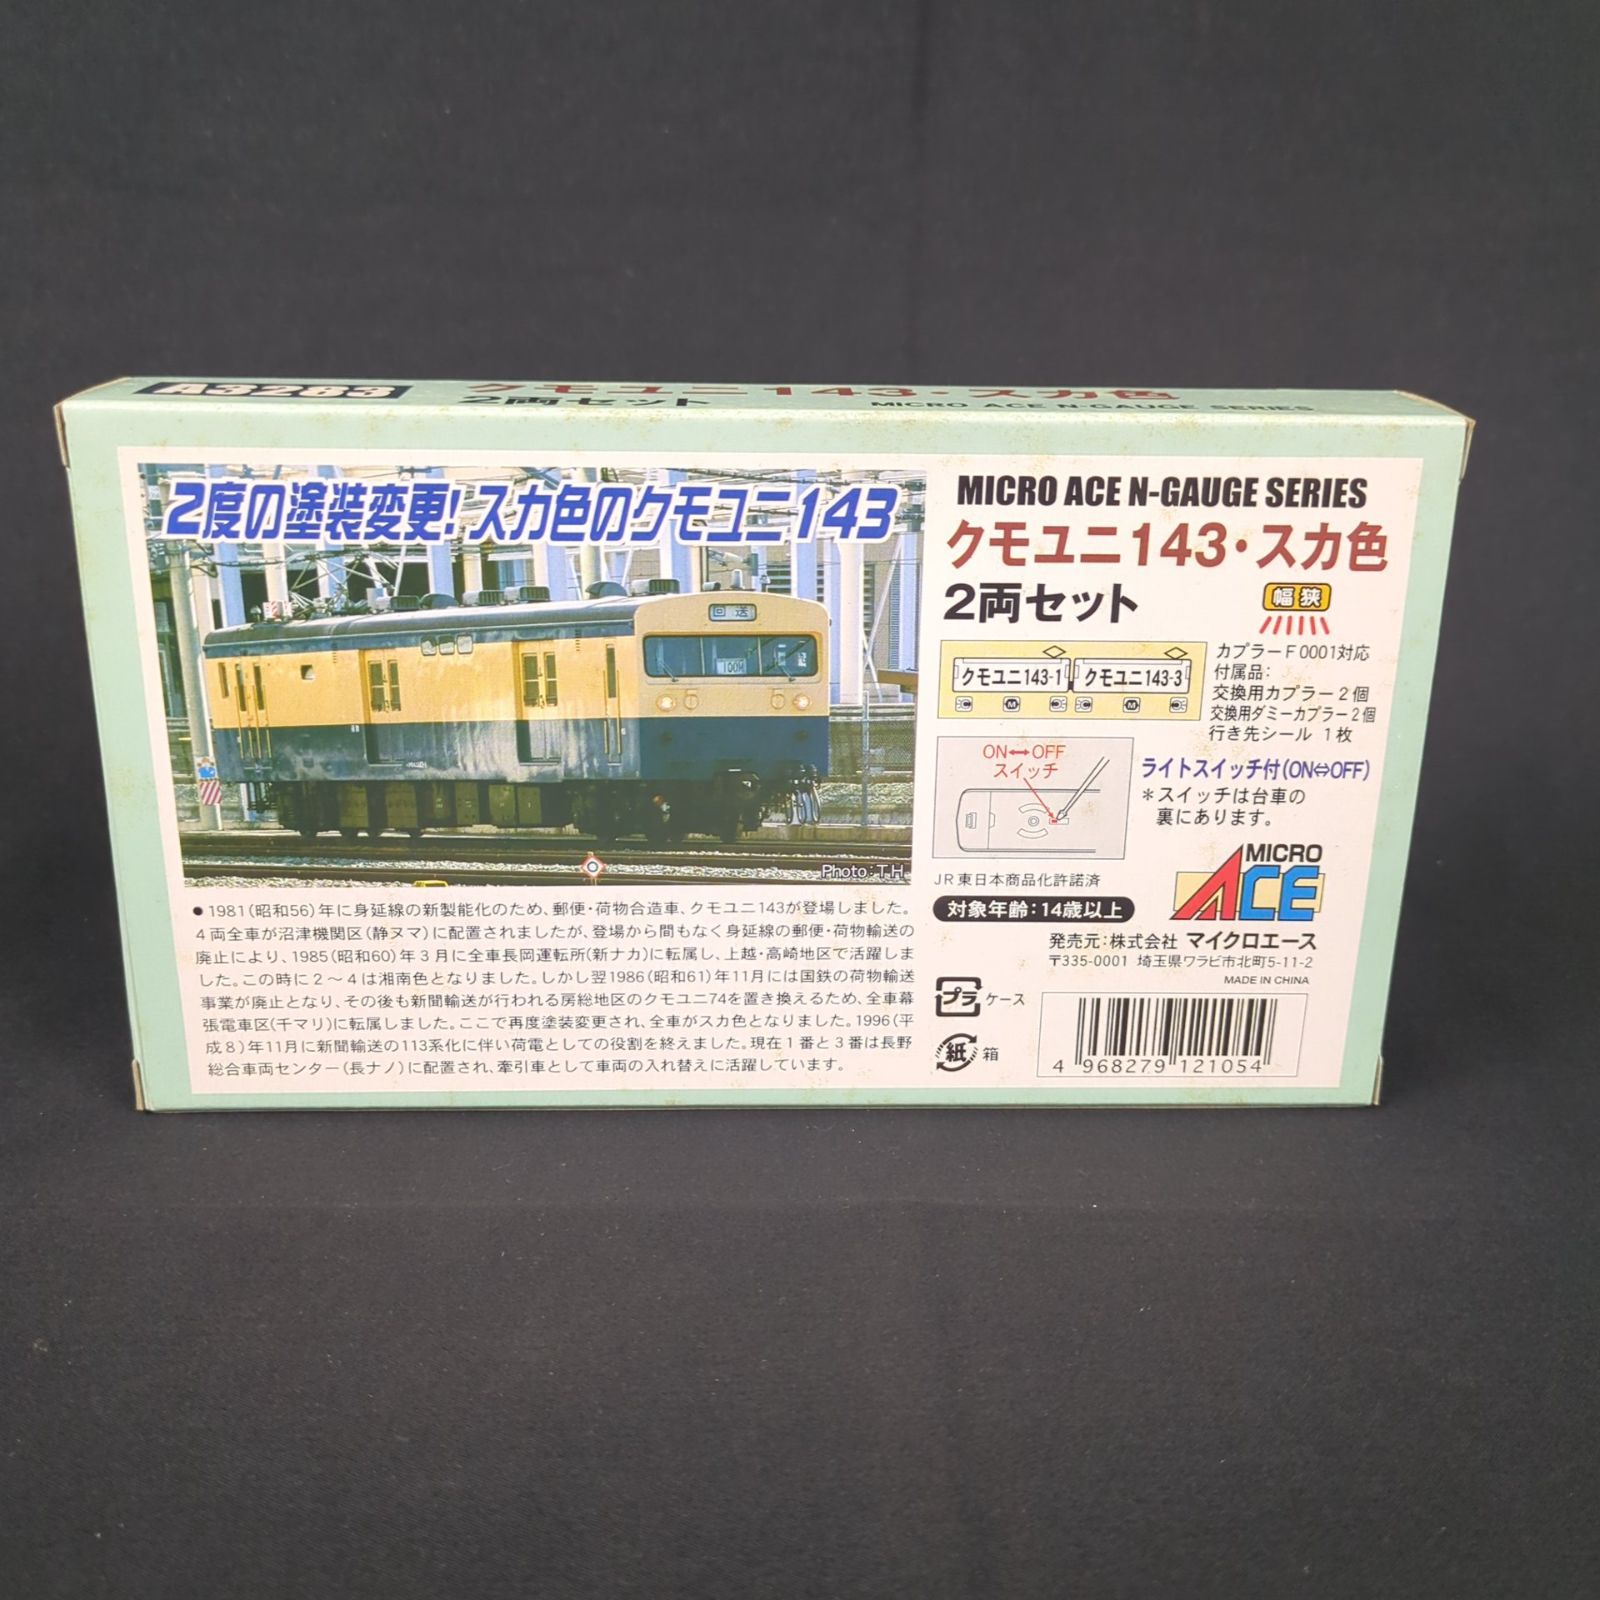 A3283
クモユニ143・スカ色
2両セット
MICRO ACE N-GAUGE SERIES
2度の塗装変更!スカ色のクモユニ143
回送
Photo:T.H
●1981(昭和56)年に身延線の新製能化のため、郵便・荷物合造車、クモユニ143が登場しました。
4両全車が沼津機関区(静ヌマ)に配置されましたが、登場から間もなく身延線の郵便・荷物輸送の
廃止により、1985(昭和60)年3月に全車長岡運転所(新ナカ)に転属し、上越・高崎地区で活躍しま
した。この時に2〜4は湘南色となりました。しかし翌1986(昭和61)年11月には国鉄の荷物輸送
事業が廃止となり、その後も新聞輸送が行われる房総地区のクモユニ74を置き換えるため、全車幕
張電車区(千マリ)に転属しました。ここで再度塗装変更され、全車がスカ色となりました。1996(平
成8)年11月に新聞輸送の113系化に伴い荷電としての役割を終えました。現在1番と3番は長野
総合車両センター(長ナノ)に配置され、牽引車として車両の入れ替えに活躍しています。
MICRO ACE N-GAUGE SERIES
クモユニ143・スカ色
2両セット
幅狭
クモユニ143-1 クモユニ143-3
カプラーF0001対応
付属品:
交換用カプラー2個
交換用ダミーカプラー2個
行き先シール 1枚
ON⇔OFF
スイッチ
ライトスイッチ付(ON⇔OFF)
*スイッチは台車の
裏にあります。
JR東日本商品化許諾済
対象年齢:14歳以上
MICRO
ACE
発売元:株式会社 マイクロエース
〒335-0001 埼玉県ワラビ市北町5-11-2
MADE IN CHINA
プラ ケース
紙 箱
4 968279 121054